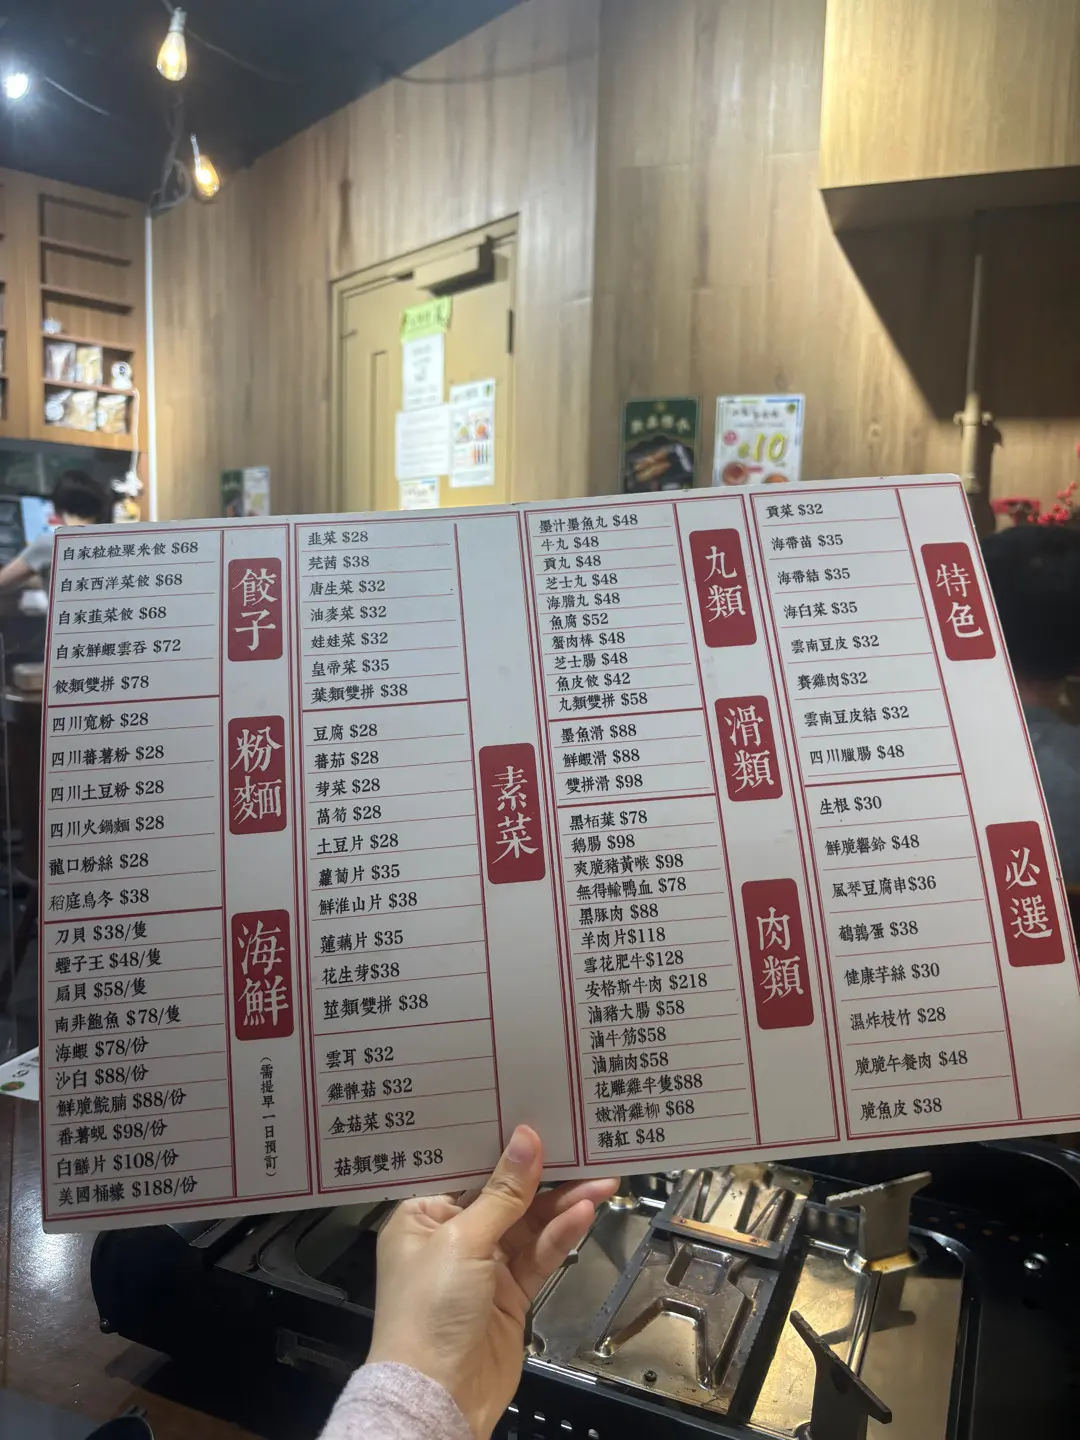 $10
自家粒粒粟米餃 $68
自家西洋菜餃 $68
自家韭菜餃 $68
自家鮮蝦雲吞 $72
餃類雙拼 $78
餃子
四川寬粉 $28
四川蕃薯粉 $28
四川土豆粉 $28
四川火鍋麵 $28
龍口粉絲 $28
稻庭烏冬 $38
粉麵
刀貝 $38/隻
蟶子王 $48/隻
扇貝 $58/隻
南非鮑魚 $78/隻
海蝦 $78/份
沙白 $88/份
鮮脆鯇腩 $88/份
番薯蜆 $98/份
白鱔片 $108/份
美國桶蠔 $188/份
海鮮
(需提早一日預訂)
韭菜 $28
芫茜 $38
唐生菜 $32
油麥菜 $32
娃娃菜 $32
皇帝菜 $35
葉類雙拼 $38
豆腐 $28
蕃茄 $28
芽菜 $28
萵筍 $28
土豆片 $28
蘿蔔片 $35
鮮淮山片 $38
蓮藕片 $35
花生芽$38
莖類雙拼 $38
雲耳 $32
雞髀菇 $32
金菇菜 $32
菇類雙拼 $38
素菜
墨汁墨魚丸 $48
牛丸 $48
貢丸 $48
芝士丸 $48
海膽丸 $48
魚腐 $52
蟹肉棒 $48
芝士腸 $48
魚皮餃 $42
丸類雙拼 $58
丸類
墨魚滑 $88
鮮蝦滑 $88
雙拼滑 $98
滑類
黑栢葉 $78
鵝腸 $98
爽脆豬黃喉 $98
無得輸鴨血 $78
黑豚肉 $88
羊肉片$118
雪花肥牛$128
安格斯牛肉 $218
滷豬大腸 $58
滷牛筋$58
滷腩肉$58
花雕雞半隻$88
嫩滑雞柳 $68
豬紅 $48
肉類
貢菜 $32
海帶苗 $35
海帶結 $35
海白菜 $35
雲南豆皮 $32
賽雞肉$32
雲南豆皮結 $32
四川臘腸 $48
特色
生根 $30
鮮脆響鈴 $48
風琴豆腐串$36
鵪鶉蛋 $38
健康芋絲 $30
濕炸枝竹 $28
脆脆午餐肉 $48
脆魚皮 $38
必選